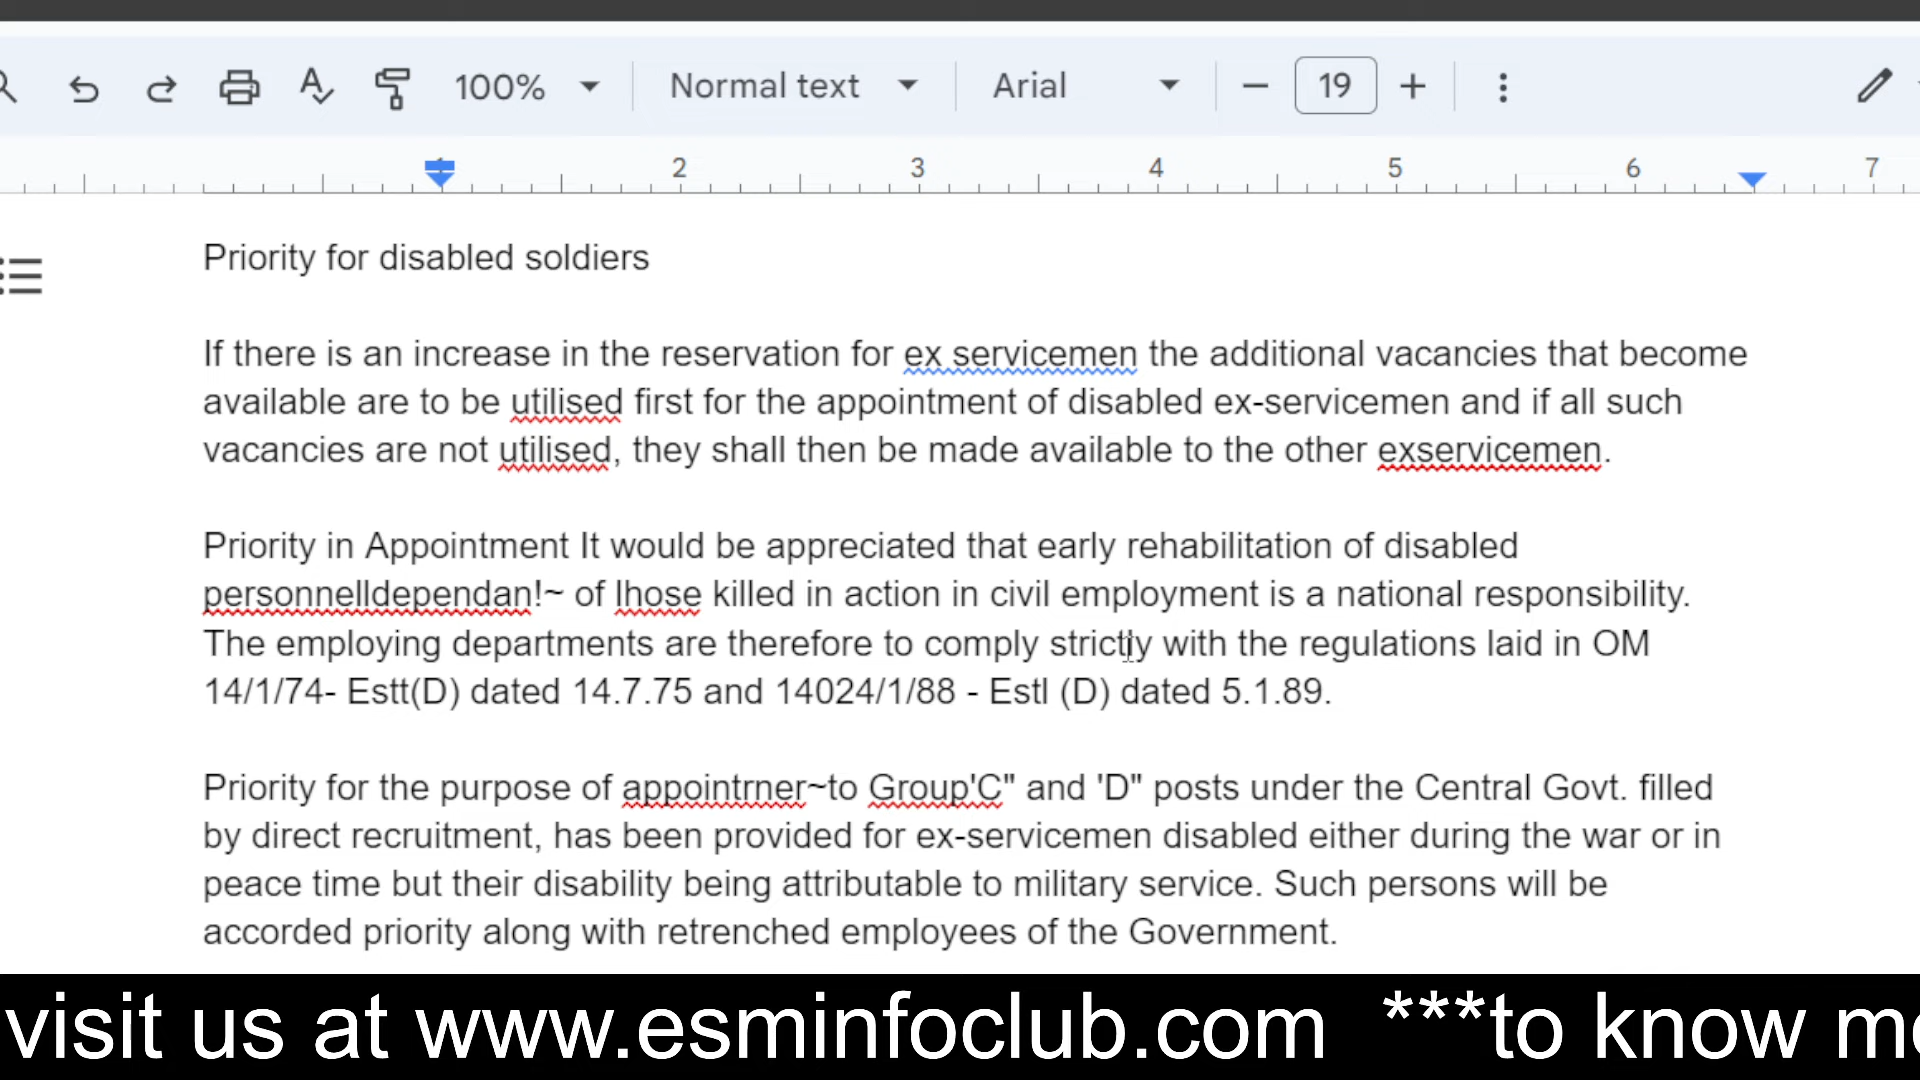 100% Normal text Arial 19
1 2 3 4 5 6 7
Priority for disabled soldiers
If there is an increase in the reservation for ex servicemen the additional vacancies that become
available are to be utilised first for the appointment of disabled ex-servicemen and if all such
vacancies are not utilised, they shall then be made available to the other exservicemen.
Priority in Appointment It would be appreciated that early rehabilitation of disabled
personnelldependan!~ of lhose killed in action in civil employment is a national responsibility.
The employing departments are therefore to comply strictly with the regulations laid in OM
14/1/74- Estt(D) dated 14.7.75 and 14024/1/88 - Estl (D) dated 5.1.89.
Priority for the purpose of appointrner~to Group'C" and 'D" posts under the Central Govt. filled
by direct recruitment, has been provided for ex-servicemen disabled either during the war or in
peace time but their disability being attributable to military service. Such persons will be
accorded priority along with retrenched employees of the Government.
visit us at www.esminfoclub.com ***to know